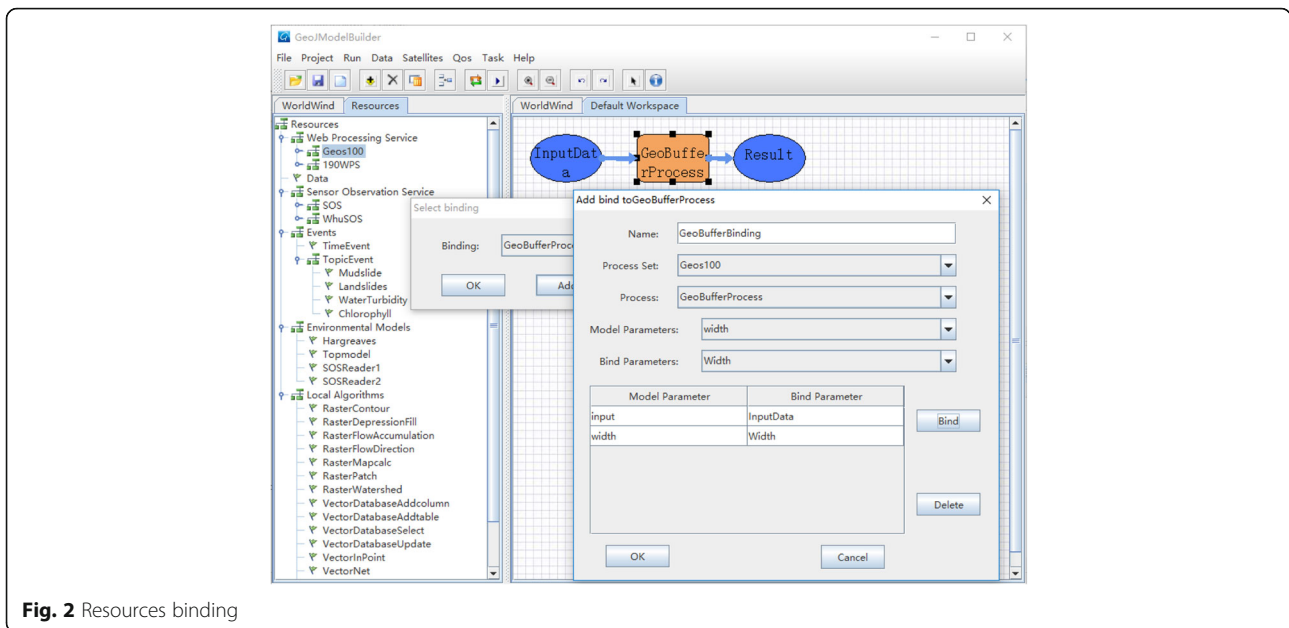 GeoJModelBuilder
File Project Run Data Satellites Qos Task Help
WorldWind Resources
Resources
Web Processing Service
Geos100
190WPS
Data
Sensor Observation Service
SOS
WhuSOS
Events
TimeEvent
TopicEvent
Mudslide
Landslides
WaterTurbidity
Chlorophyll
Environmental Models
Hargreaves
Topmodel
SOSReader1
SOSReader2
Local Algorithms
RasterContour
RasterDepressionFill
RasterFlowAccumulation
RasterFlowDirection
RasterMapcalc
RasterPatch
RasterWatershed
VectorDatabaseAddcolumn
VectorDatabaseAddtable
VectorDatabaseSelect
VectorDatabaseUpdate
VectorInPoint
VectorNet
WorldWind Default Workspace
InputDat
a
GeoBuffe
rProcess
Result
Select binding
Binding: GeoBufferProc
OK Add
Add bind toGeoBufferProcess
Name: GeoBufferBinding
Process Set: Geos100
Process: GeoBufferProcess
Model Parameters: width
Bind Parameters: Width
Model Parameter Bind Parameter
input InputData
width Width
Bind
Delete
OK Cancel
Fig. 2 Resources binding